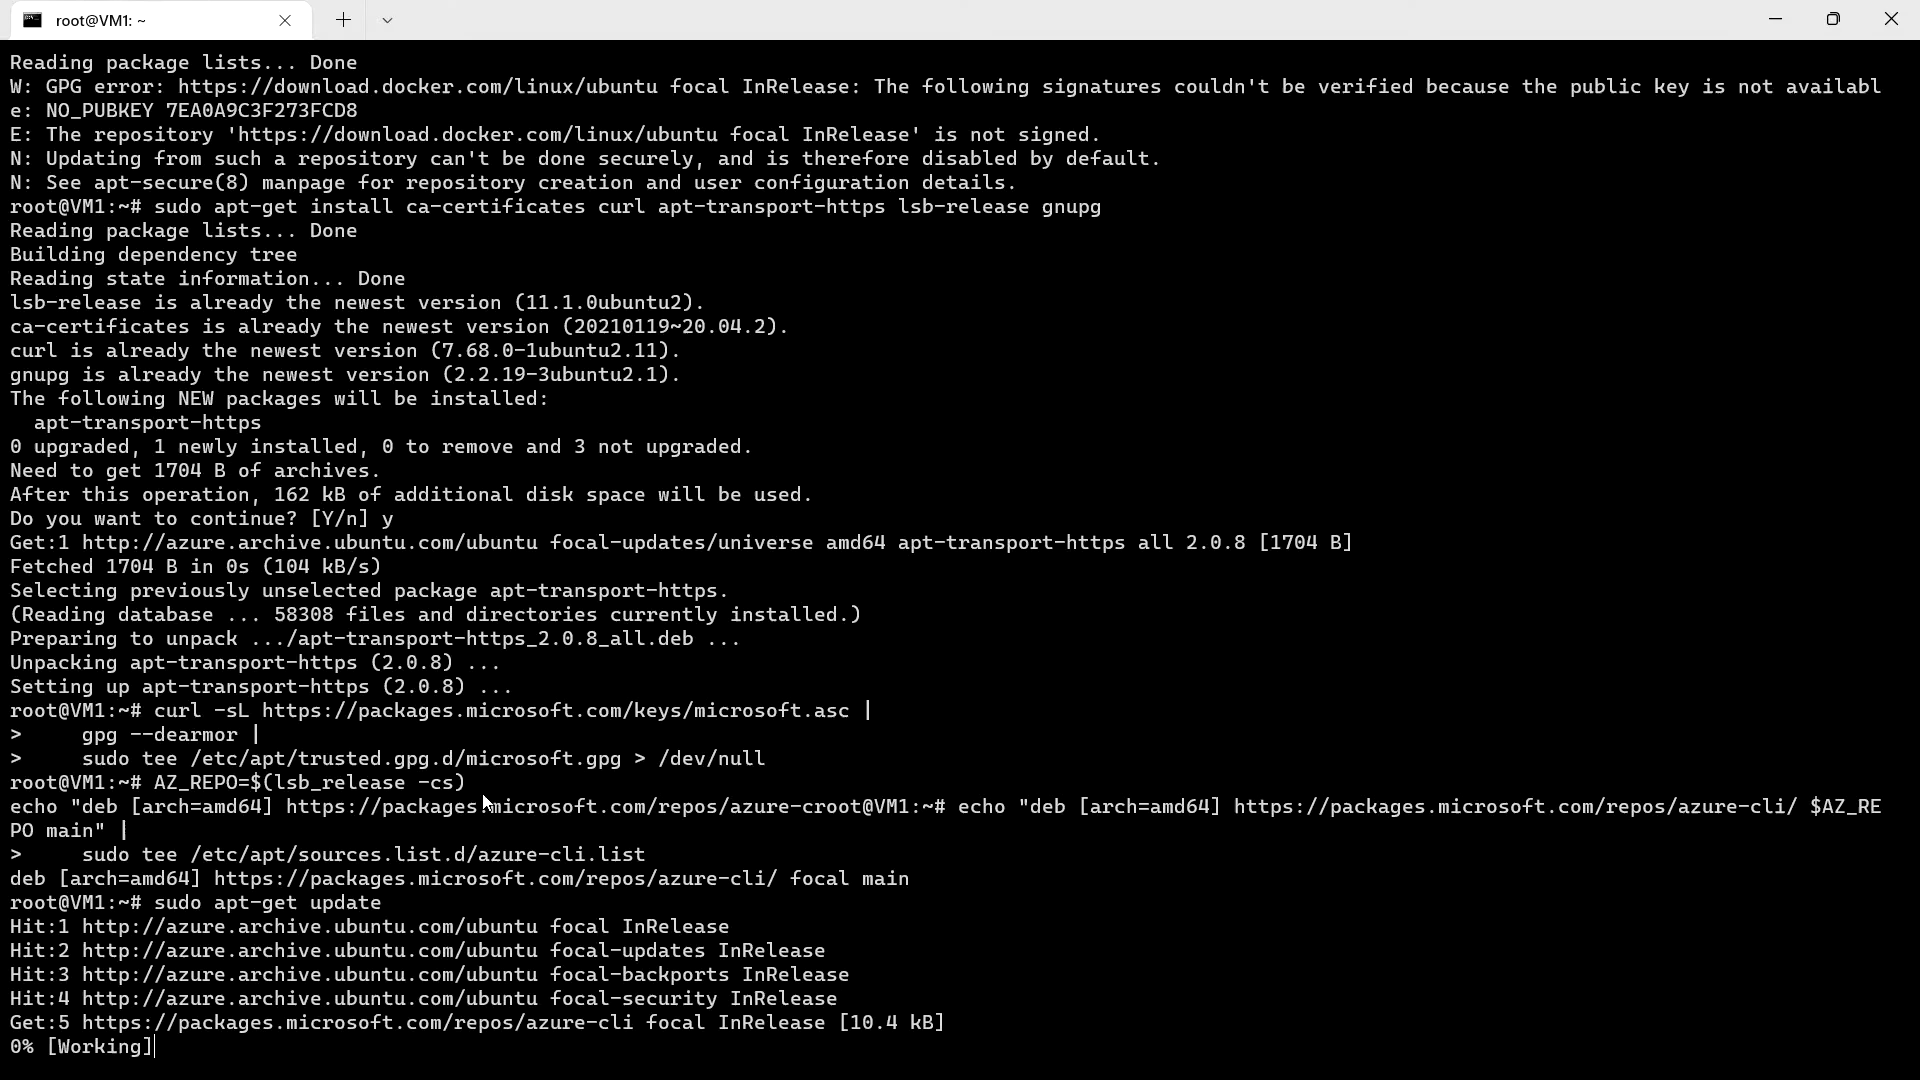 root@VM1: ~
Reading package lists... Done
W: GPG error: https://download.docker.com/linux/ubuntu focal InRelease: The following signatures couldn't be verified because the public key is not availabl
e: NO_PUBKEY 7EA0A9C3F273FCD8
E: The repository 'https://download.docker.com/linux/ubuntu focal InRelease' is not signed.
N: Updating from such a repository can't be done securely, and is therefore disabled by default.
N: See apt-secure(8) manpage for repository creation and user configuration details.
root@VM1:~# sudo apt-get install ca-certificates curl apt-transport-https lsb-release gnupg
Reading package lists... Done
Building dependency tree
Reading state information... Done
lsb-release is already the newest version (11.1.0ubuntu2).
ca-certificates is already the newest version (20210119~20.04.2).
curl is already the newest version (7.68.0-1ubuntu2.11).
gnupg is already the newest version (2.2.19-3ubuntu2.1).
The following NEW packages will be installed:
  apt-transport-https
0 upgraded, 1 newly installed, 0 to remove and 3 not upgraded.
Need to get 1704 B of archives.
After this operation, 162 kB of additional disk space will be used.
Do you want to continue? [Y/n] y
Get:1 http://azure.archive.ubuntu.com/ubuntu focal-updates/universe amd64 apt-transport-https all 2.0.8 [1704 B]
Fetched 1704 B in 0s (104 kB/s)
Selecting previously unselected package apt-transport-https.
(Reading database ... 58308 files and directories currently installed.)
Preparing to unpack .../apt-transport-https_2.0.8_all.deb ...
Unpacking apt-transport-https (2.0.8) ...
Setting up apt-transport-https (2.0.8) ...
root@VM1:~# curl -sL https://packages.microsoft.com/keys/microsoft.asc |
>     gpg --dearmor |
>     sudo tee /etc/apt/trusted.gpg.d/microsoft.gpg > /dev/null
root@VM1:~# AZ_REPO=$(lsb_release -cs)
echo "deb [arch=amd64] https://packages.microsoft.com/repos/azure-croot@VM1:~# echo "deb [arch=amd64] https://packages.microsoft.com/repos/azure-cli/ $AZ_RE
PO main" |
>     sudo tee /etc/apt/sources.list.d/azure-cli.list
deb [arch=amd64] https://packages.microsoft.com/repos/azure-cli/ focal main
root@VM1:~# sudo apt-get update
Hit:1 http://azure.archive.ubuntu.com/ubuntu focal InRelease
Hit:2 http://azure.archive.ubuntu.com/ubuntu focal-updates InRelease
Hit:3 http://azure.archive.ubuntu.com/ubuntu focal-backports InRelease
Hit:4 http://azure.archive.ubuntu.com/ubuntu focal-security InRelease
Get:5 https://packages.microsoft.com/repos/azure-cli focal InRelease [10.4 kB]
0% [Working]